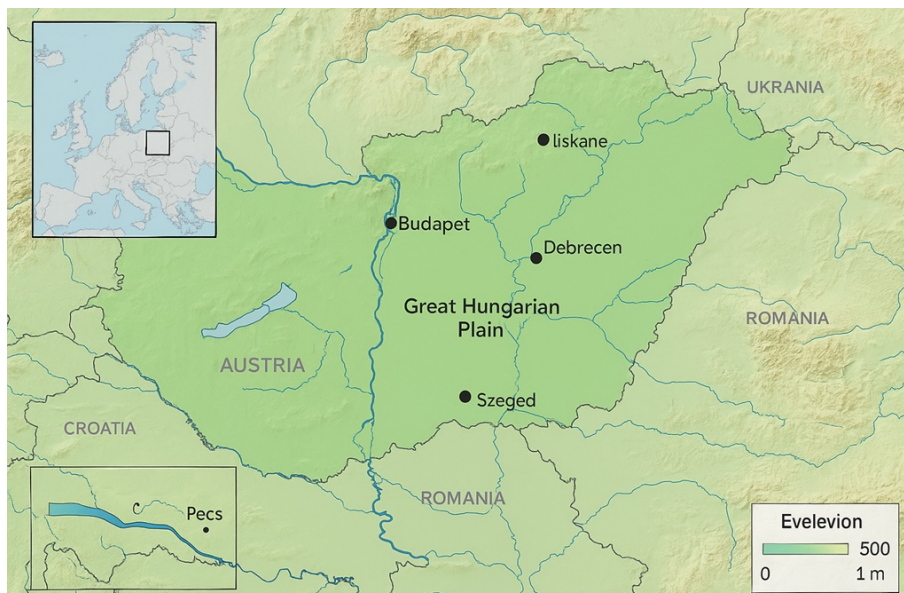 UKRANIA
liskane
Budapet
Debrecen
Great Hungarian
Plain
ROMANIA
AUSTRIA
Szeged
CROATIA
ROMANIA
Pecs
Evelevion
500
0
1 m